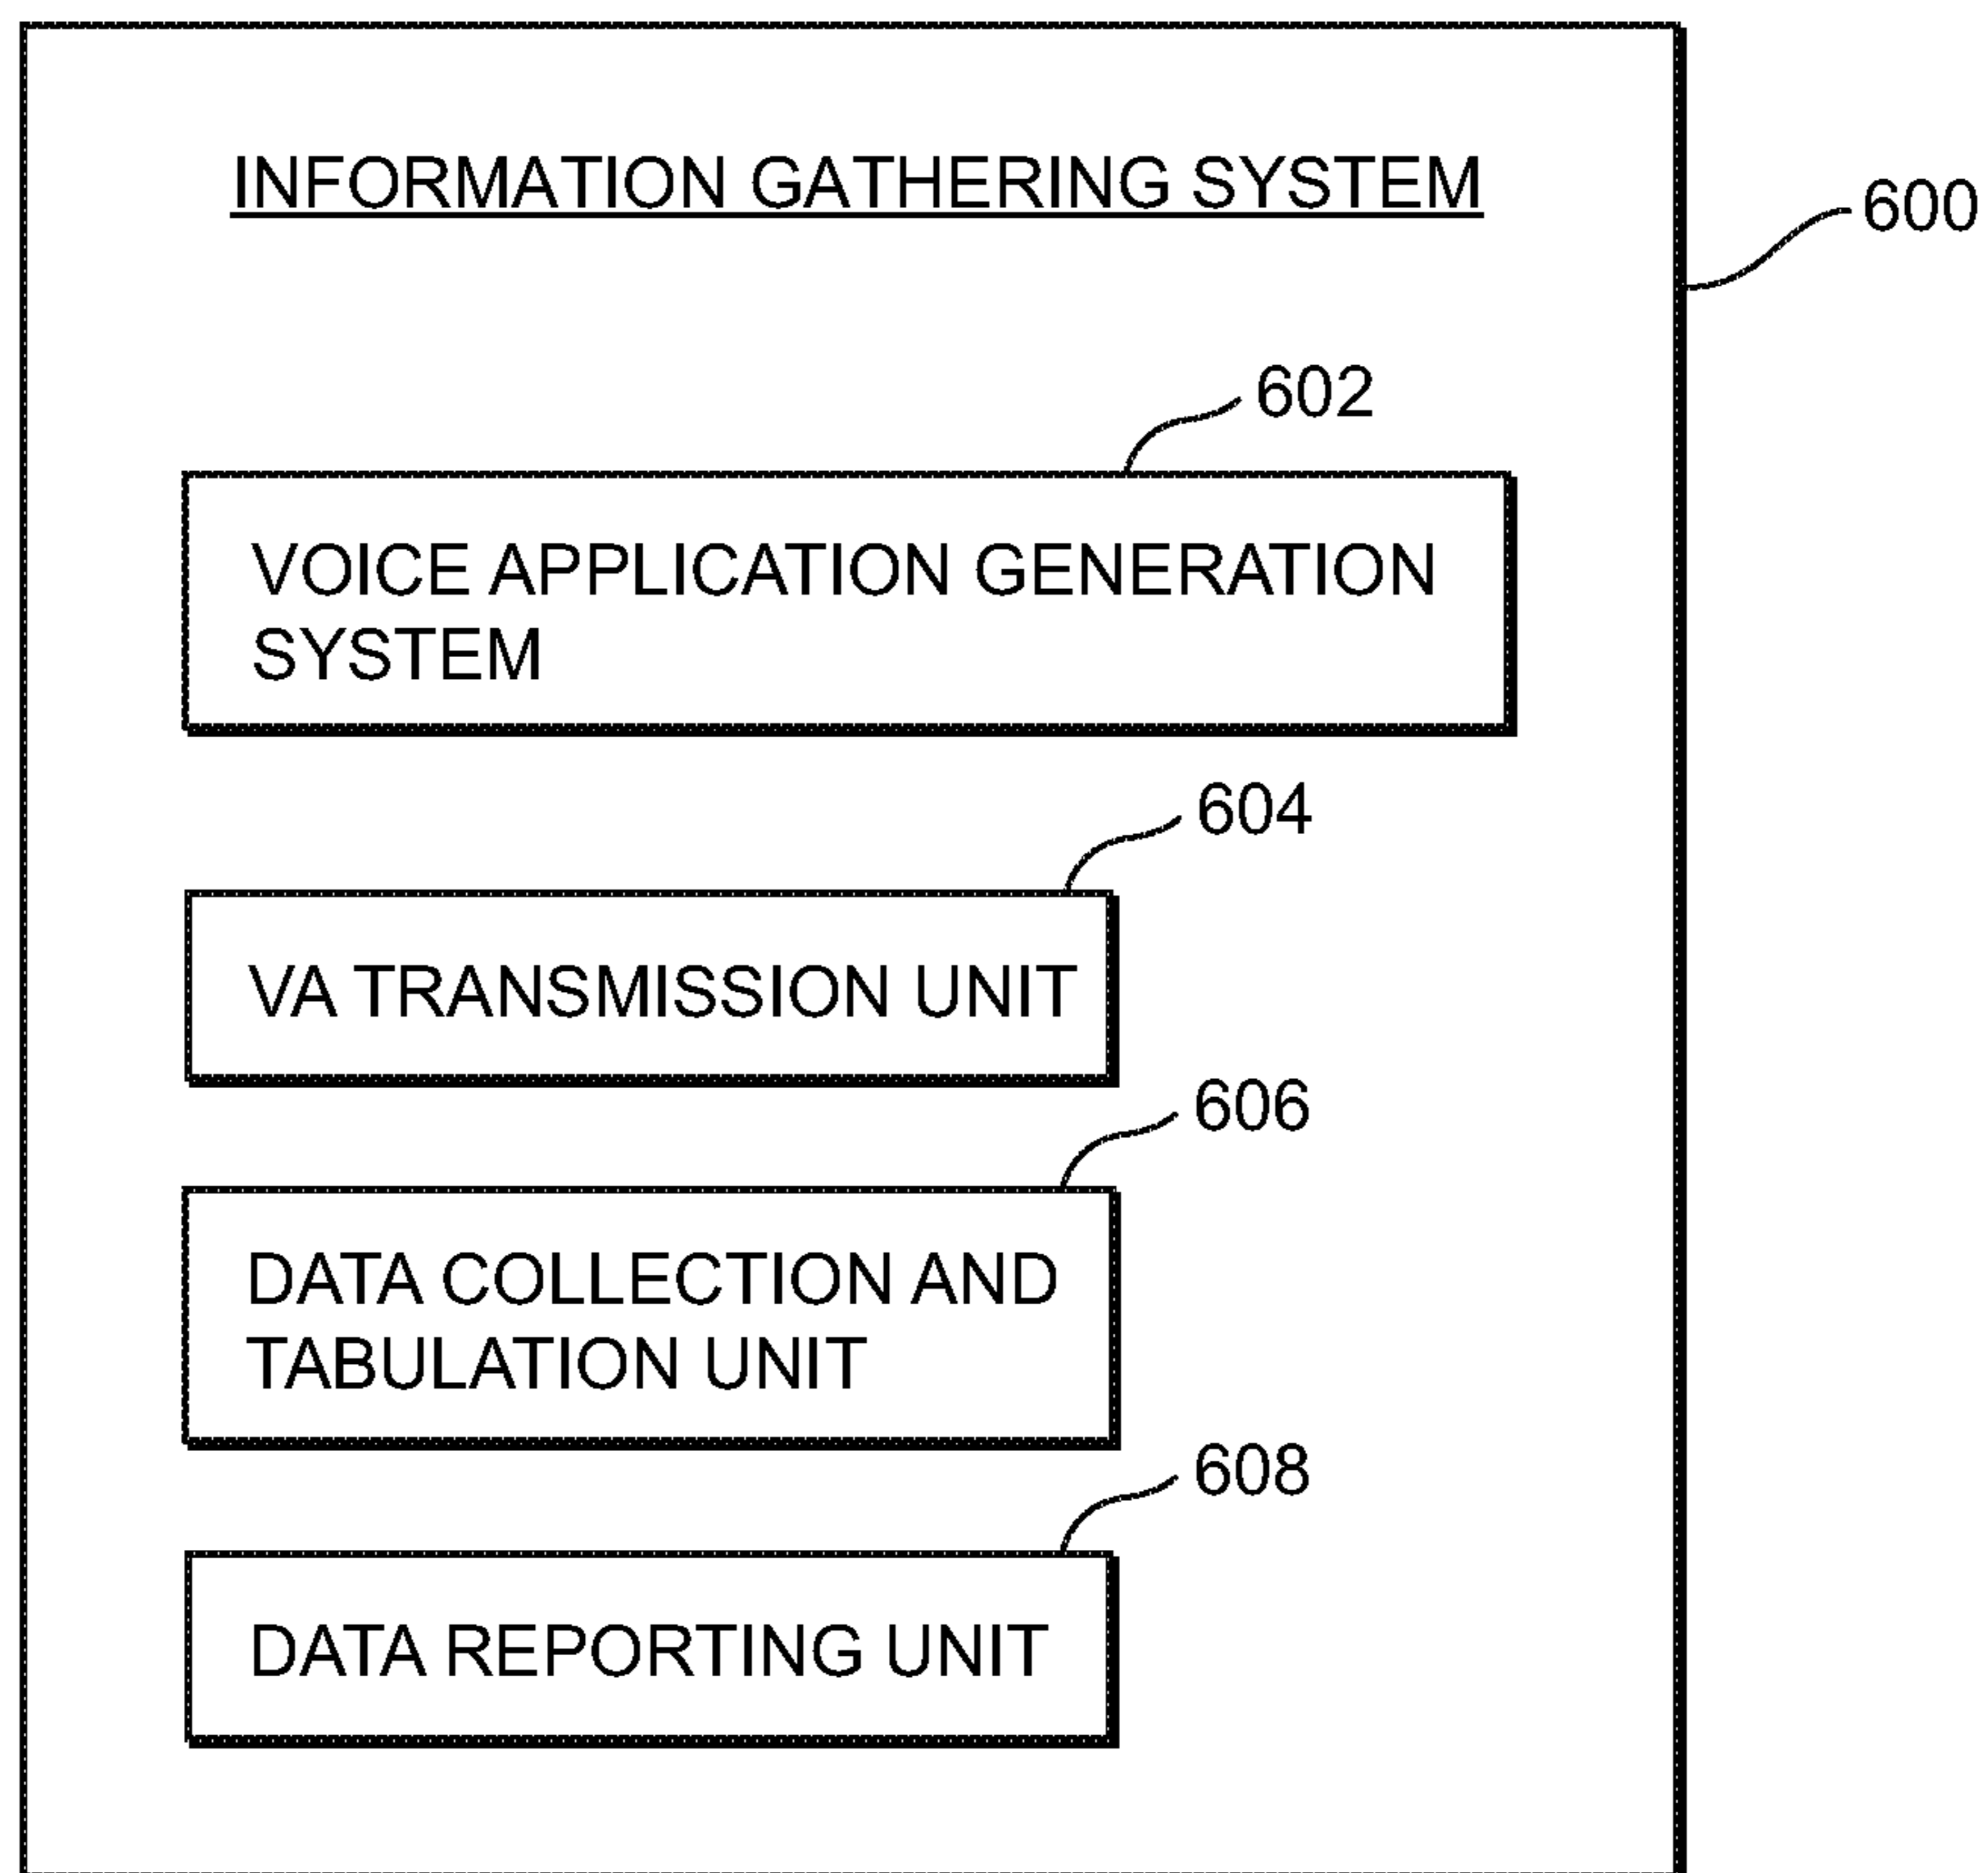 INFORMATION GATHERING SYSTEM
600
602
VOICE APPLICATION GENERATION
SYSTEM
604
VA TRANSMISSION UNIT
606
DATA COLLECTION AND
TABULATION UNIT
608
DATA REPORTING UNIT